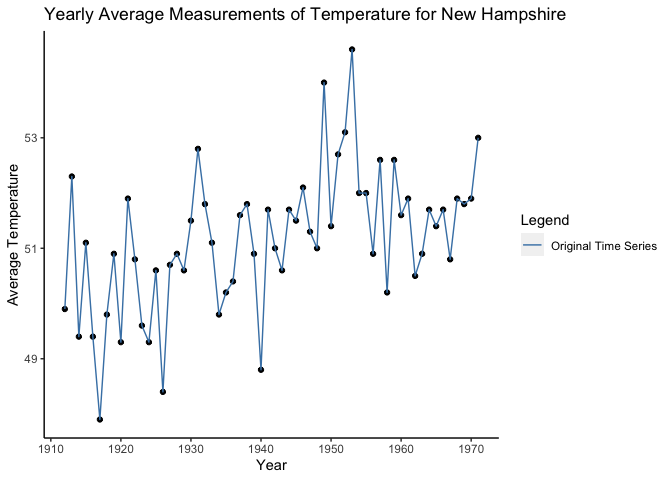 Yearly Average Measurements of Temperature for New Hampshire
Average Temperature
53
51
49
1910
1920
1930
1940
1950
1960
1970
Year
Legend
Original Time Series